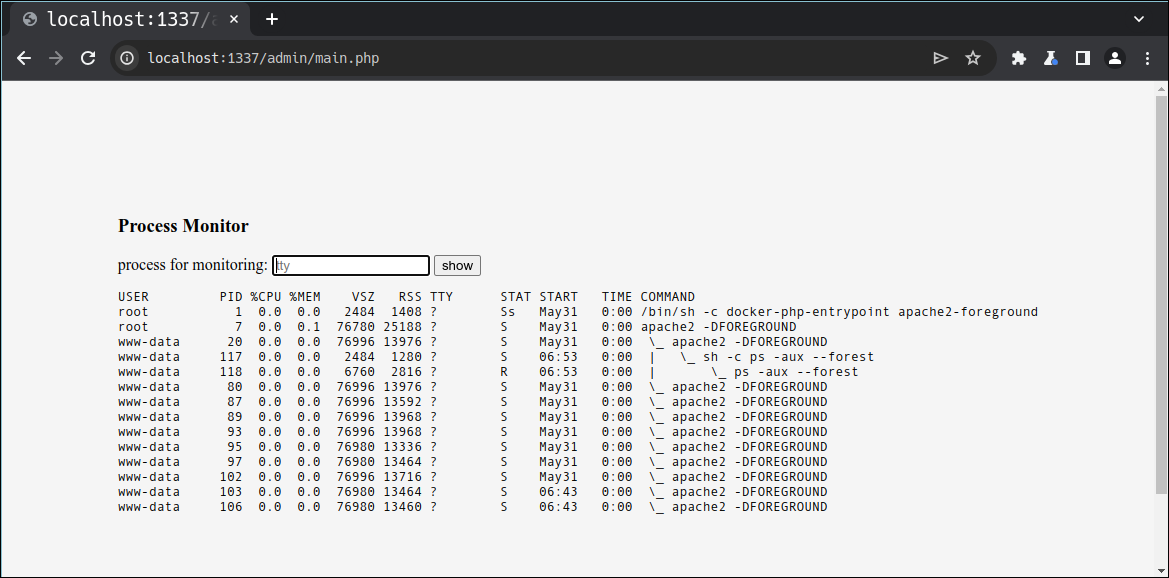 localhost:1337/a
localhost:1337/admin/main.php
Process Monitor
process for monitoring: tty show
USER         PID %CPU %MEM    VSZ   RSS TTY      STAT START   TIME COMMAND
root           1  0.0  0.0   2484  1408 ?        Ss   May31   0:00 /bin/sh -c docker-php-entrypoint apache2-foreground
root           7  0.0  0.1  76780 25188 ?        S    May31   0:00 apache2 -DFOREGROUND
www-data      20  0.0  0.0  76996 13976 ?        S    May31   0:00  \_ apache2 -DFOREGROUND
www-data     117  0.0  0.0   2484  1280 ?        S    06:53   0:00  |   \_ sh -c ps -aux --forest
www-data     118  0.0  0.0   6760  2816 ?        R    06:53   0:00  |       \_ ps -aux --forest
www-data      80  0.0  0.0  76996 13976 ?        S    May31   0:00  \_ apache2 -DFOREGROUND
www-data      87  0.0  0.0  76996 13592 ?        S    May31   0:00  \_ apache2 -DFOREGROUND
www-data      89  0.0  0.0  76996 13968 ?        S    May31   0:00  \_ apache2 -DFOREGROUND
www-data      93  0.0  0.0  76996 13968 ?        S    May31   0:00  \_ apache2 -DFOREGROUND
www-data      95  0.0  0.0  76980 13336 ?        S    May31   0:00  \_ apache2 -DFOREGROUND
www-data      97  0.0  0.0  76980 13464 ?        S    May31   0:00  \_ apache2 -DFOREGROUND
www-data     102  0.0  0.0  76996 13716 ?        S    May31   0:00  \_ apache2 -DFOREGROUND
www-data     103  0.0  0.0  76980 13464 ?        S    06:43   0:00  \_ apache2 -DFOREGROUND
www-data     106  0.0  0.0  76980 13460 ?        S    06:43   0:00  \_ apache2 -DFOREGROUND